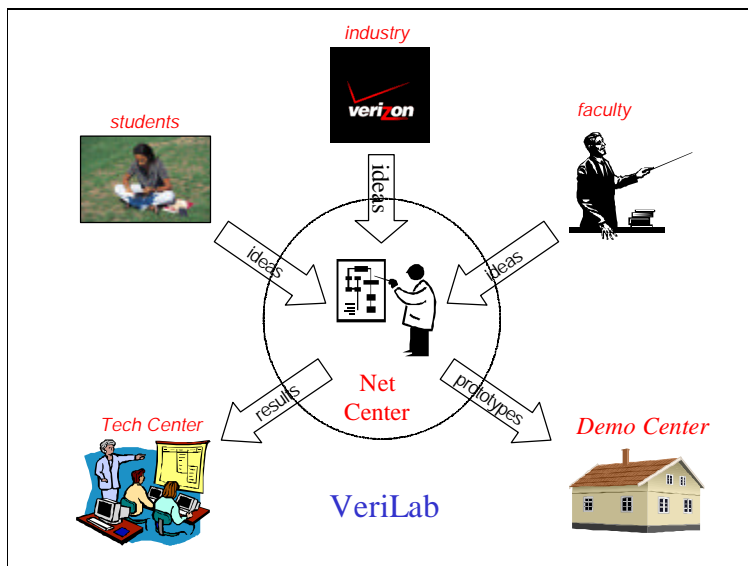 industry
verizon
students
faculty
ideas
ideas
ideas
Net
Center
results
prototypes
Tech Center
Demo Center
VeriLab